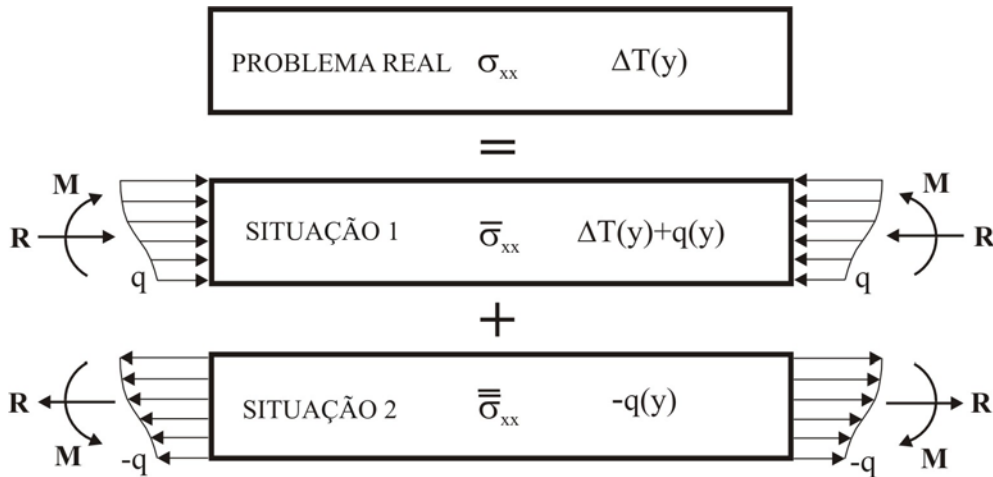 PROBLEMA REAL σxx ΔT(y)
=
M M
R SITUAÇÃO 1 σ̅xx ΔT(y)+q(y) R
q q
+
R SITUAÇÃO 2 σ̿xx -q(y) R
M -q -q M